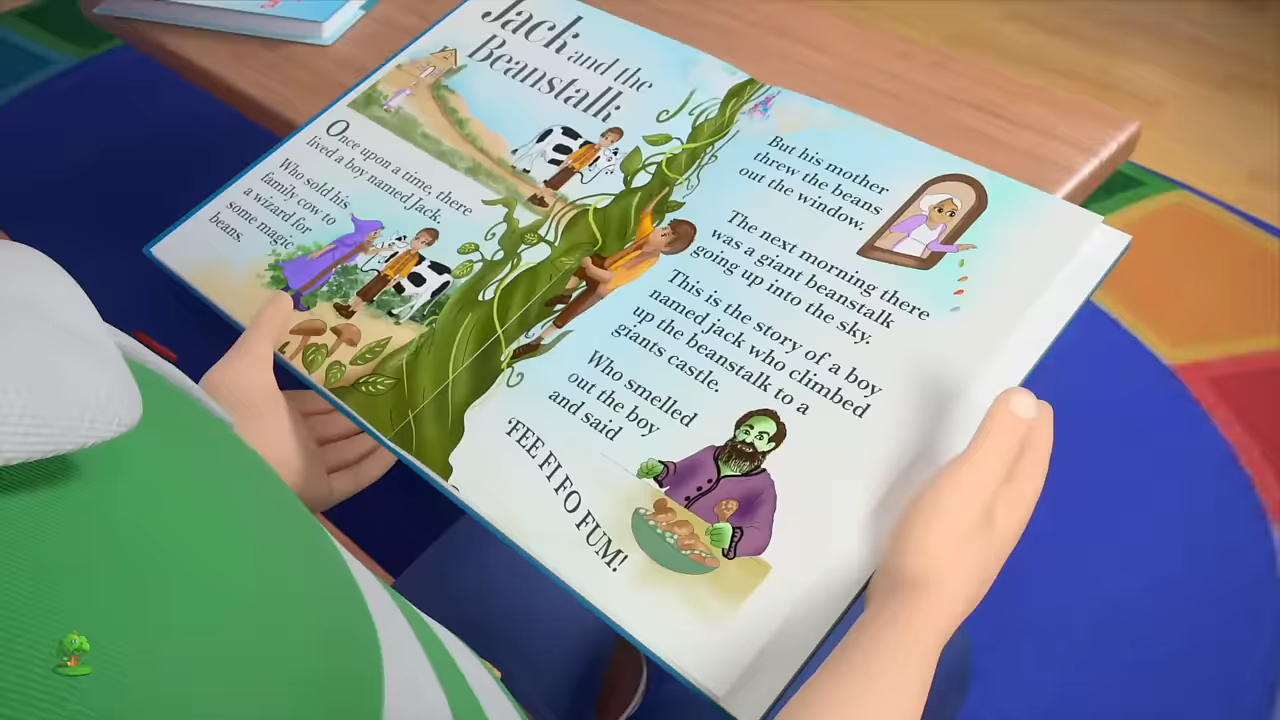 Jack and the
Beanstalk
Once upon a time, there
lived a boy named Jack,
Who sold his
family cow to
a wizard for
some magic
beans.
But his mother
threw the beans
out the window.
The next morning there
was a giant beanstalk
going up into the sky.
This is the story of a boy
named jack who climbed
up the beanstalk to a
giants castle.
Who smelled
out the boy
and said
'FEE FI FO FUM!